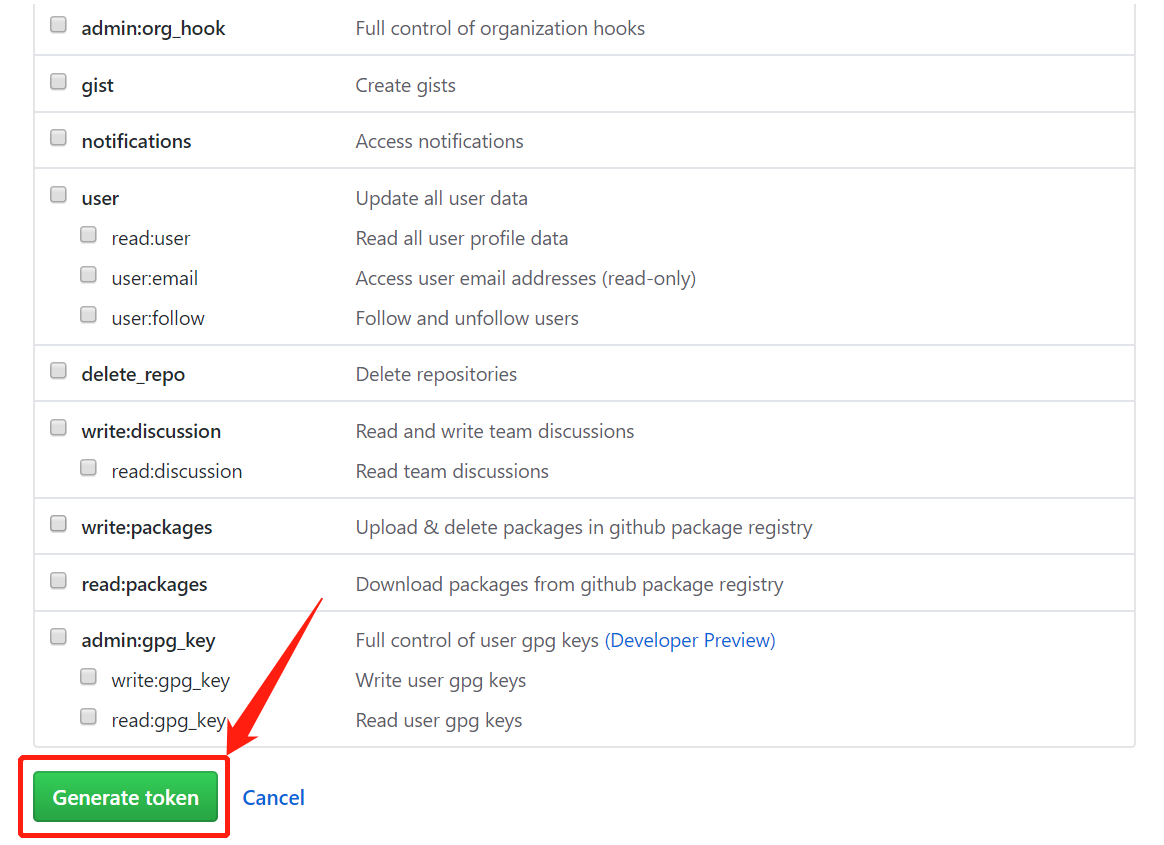 admin:org_hook Full control of organization hooks
gist Create gists
notifications Access notifications
user Update all user data
read:user Read all user profile data
user:email Access user email addresses (read-only)
user:follow Follow and unfollow users
delete_repo Delete repositories
write:discussion Read and write team discussions
read:discussion Read team discussions
write:packages Upload & delete packages in github package registry
read:packages Download packages from github package registry
admin:gpg_key Full control of user gpg keys (Developer Preview)
write:gpg_key Write user gpg keys
read:gpg_key Read user gpg keys
Generate token Cancel